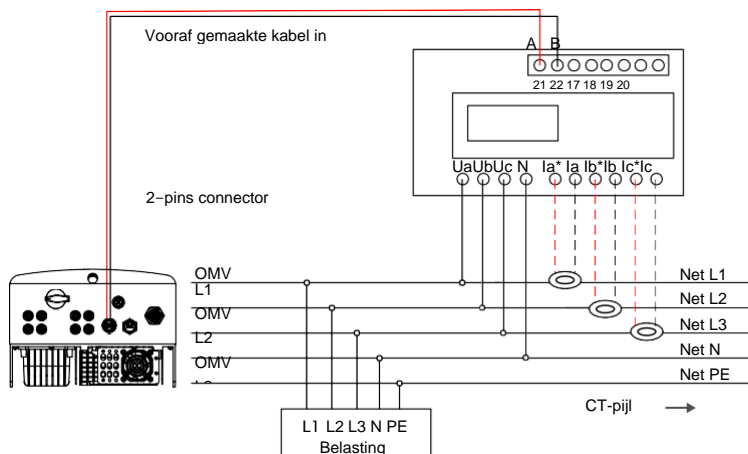 Vooraf gemaakte kabel in
A B
21 22 17 18 19 20
Ua Ub Uc N Ia* Ia Ib* Ib Ic* Ic
2-pins connector
OMV
L1
Net L1
OMV
Net L2
L2
Net L3
OMV
Net N
Net PE
CT-pijl
L1 L2 L3 N PE
Belasting